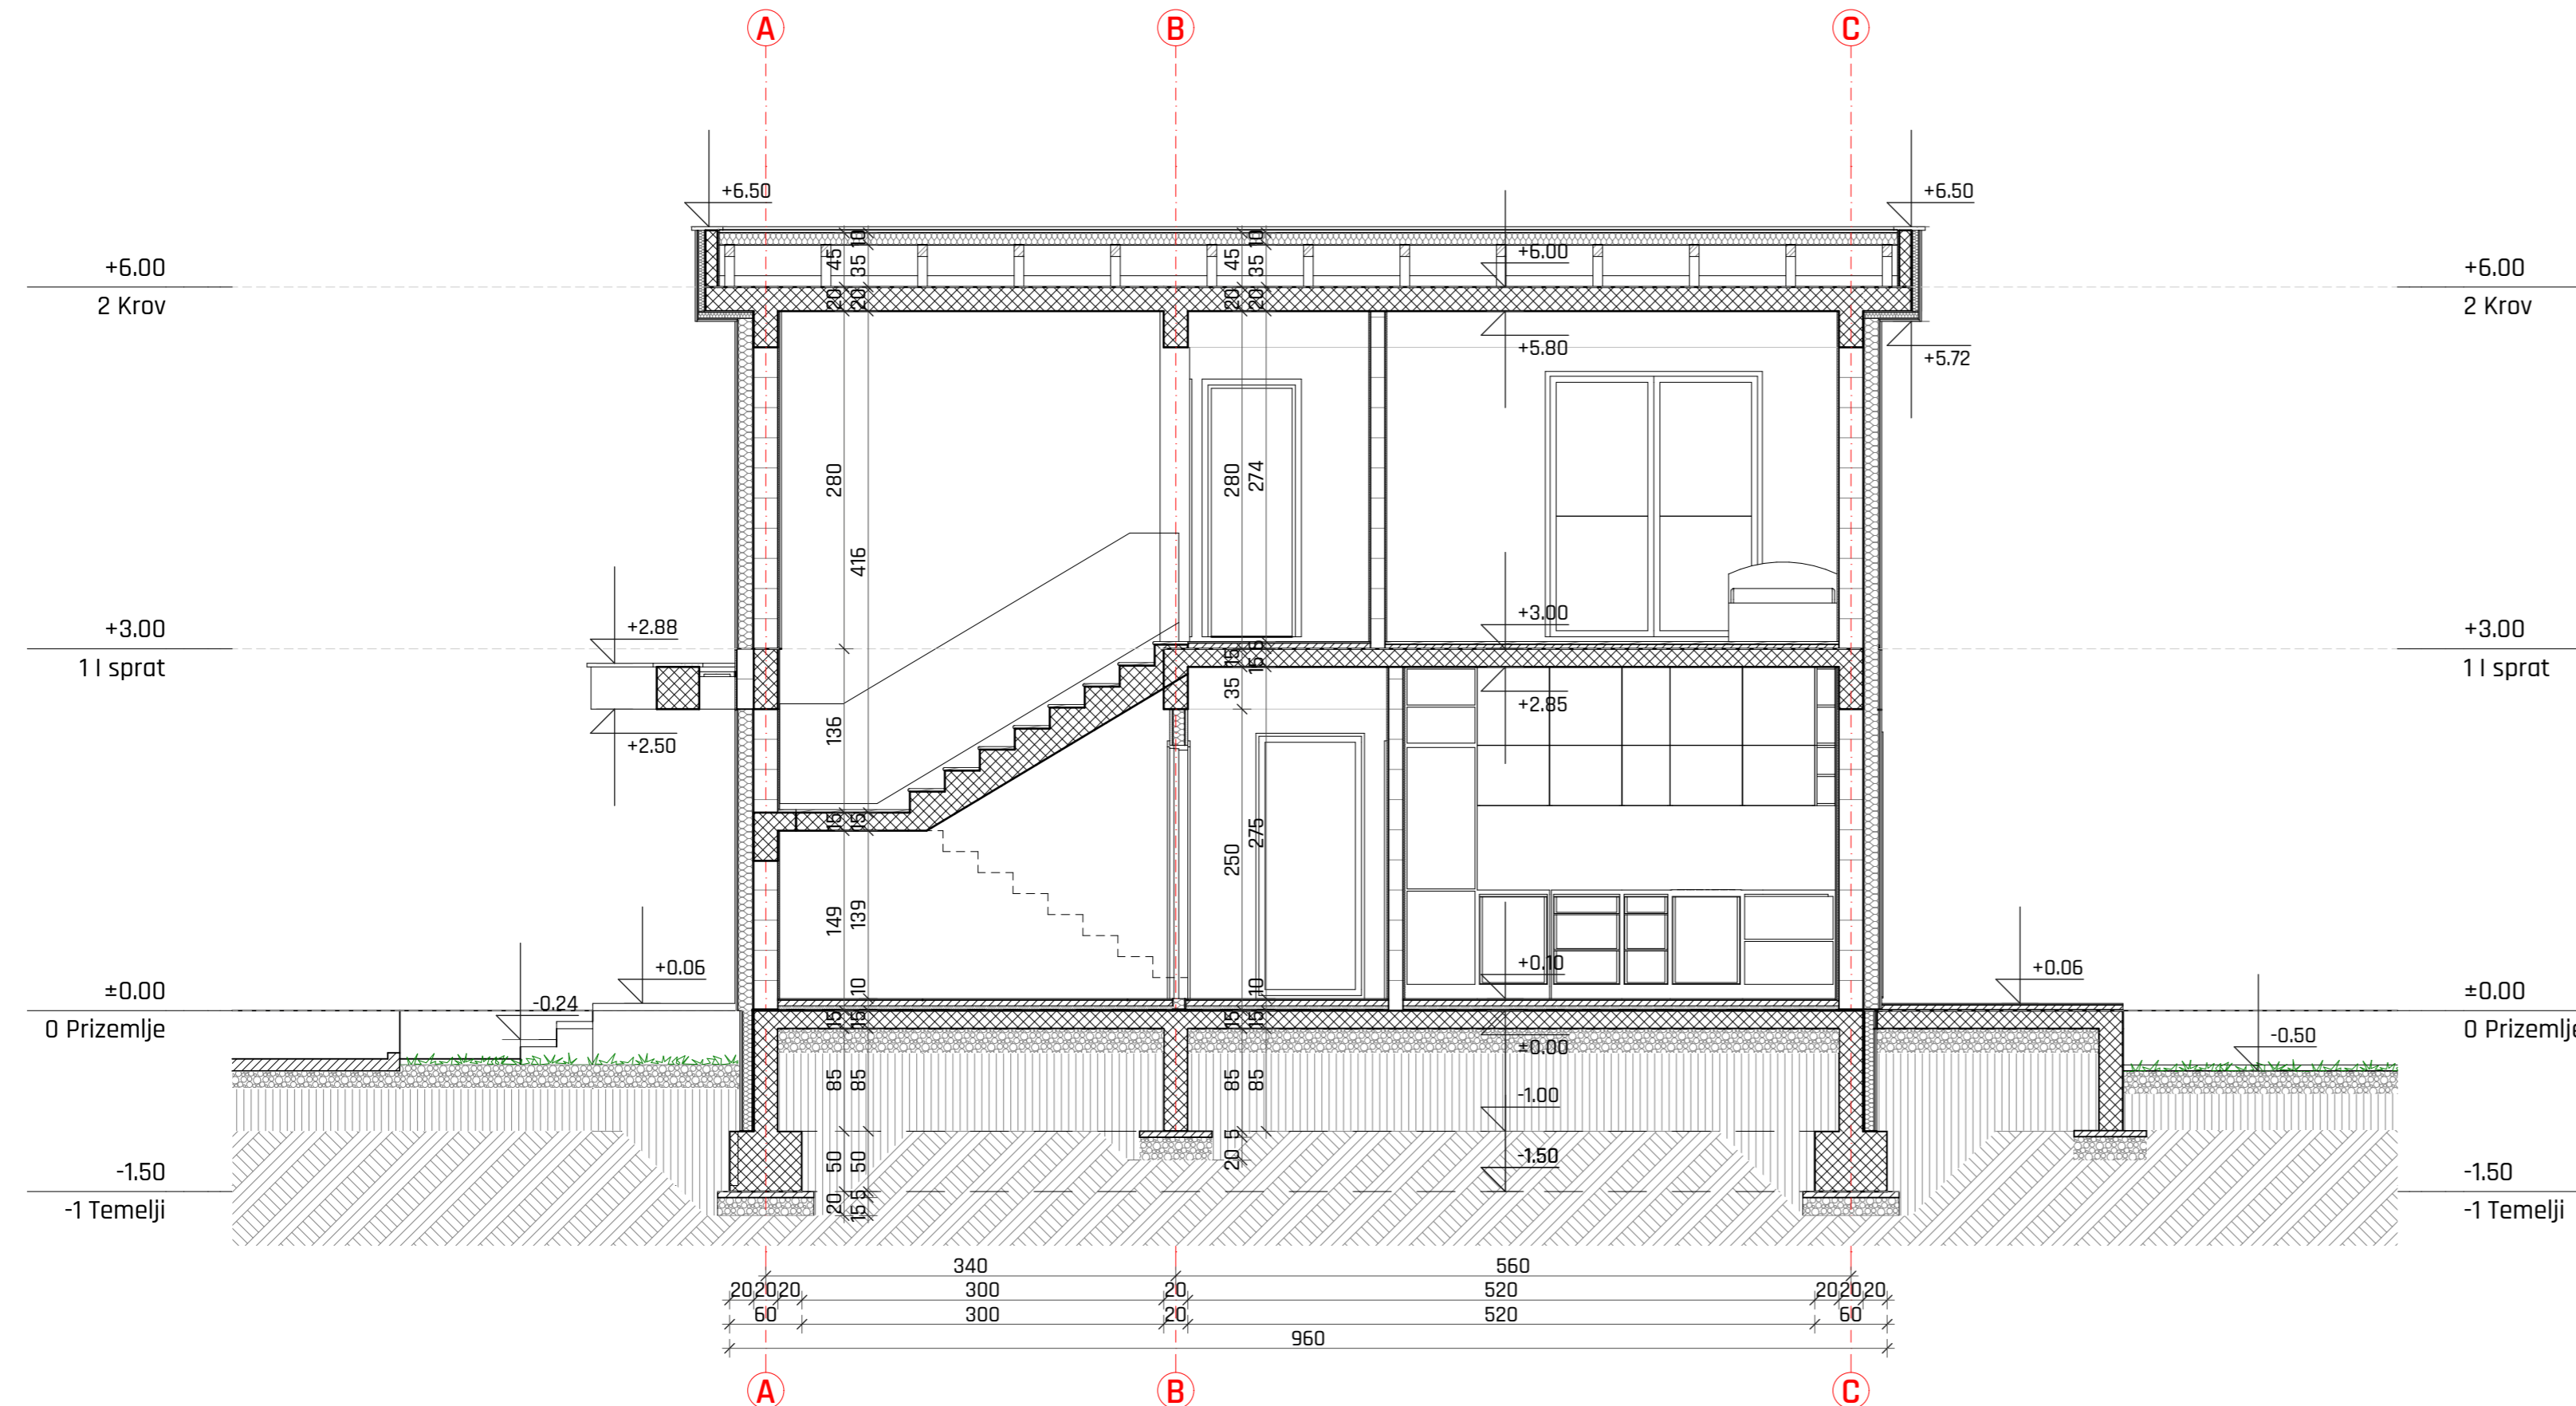 A B C
+6.50 +6.50
+6.00 +6.00 +6.00
2 Krov 2 Krov
10 10
45 35 45 35
20 20 20 20
+5.80
+5.72
280 280 274
416
+3.00 +2.88 +3.00 +3.00
1 I sprat 1 I sprat
15 15 6
35
+2.85
+2.50
136
15 15
275
250
149 139
+0.06 +0.10 +0.06
10 10
±0.00 -0.24 ±0.00
0 Prizemlje 0 Prizemlje
15 15 15 15
±0.00
-0.50
85 85 85 85
-1.00
50 50 20 5
-1.50 -1.50 -1.50
-1 Temelji -1 Temelji
20 15 5
340 560
20 20 20 300 20 520 20 20 20
60 300 20 520 60
960
A B C